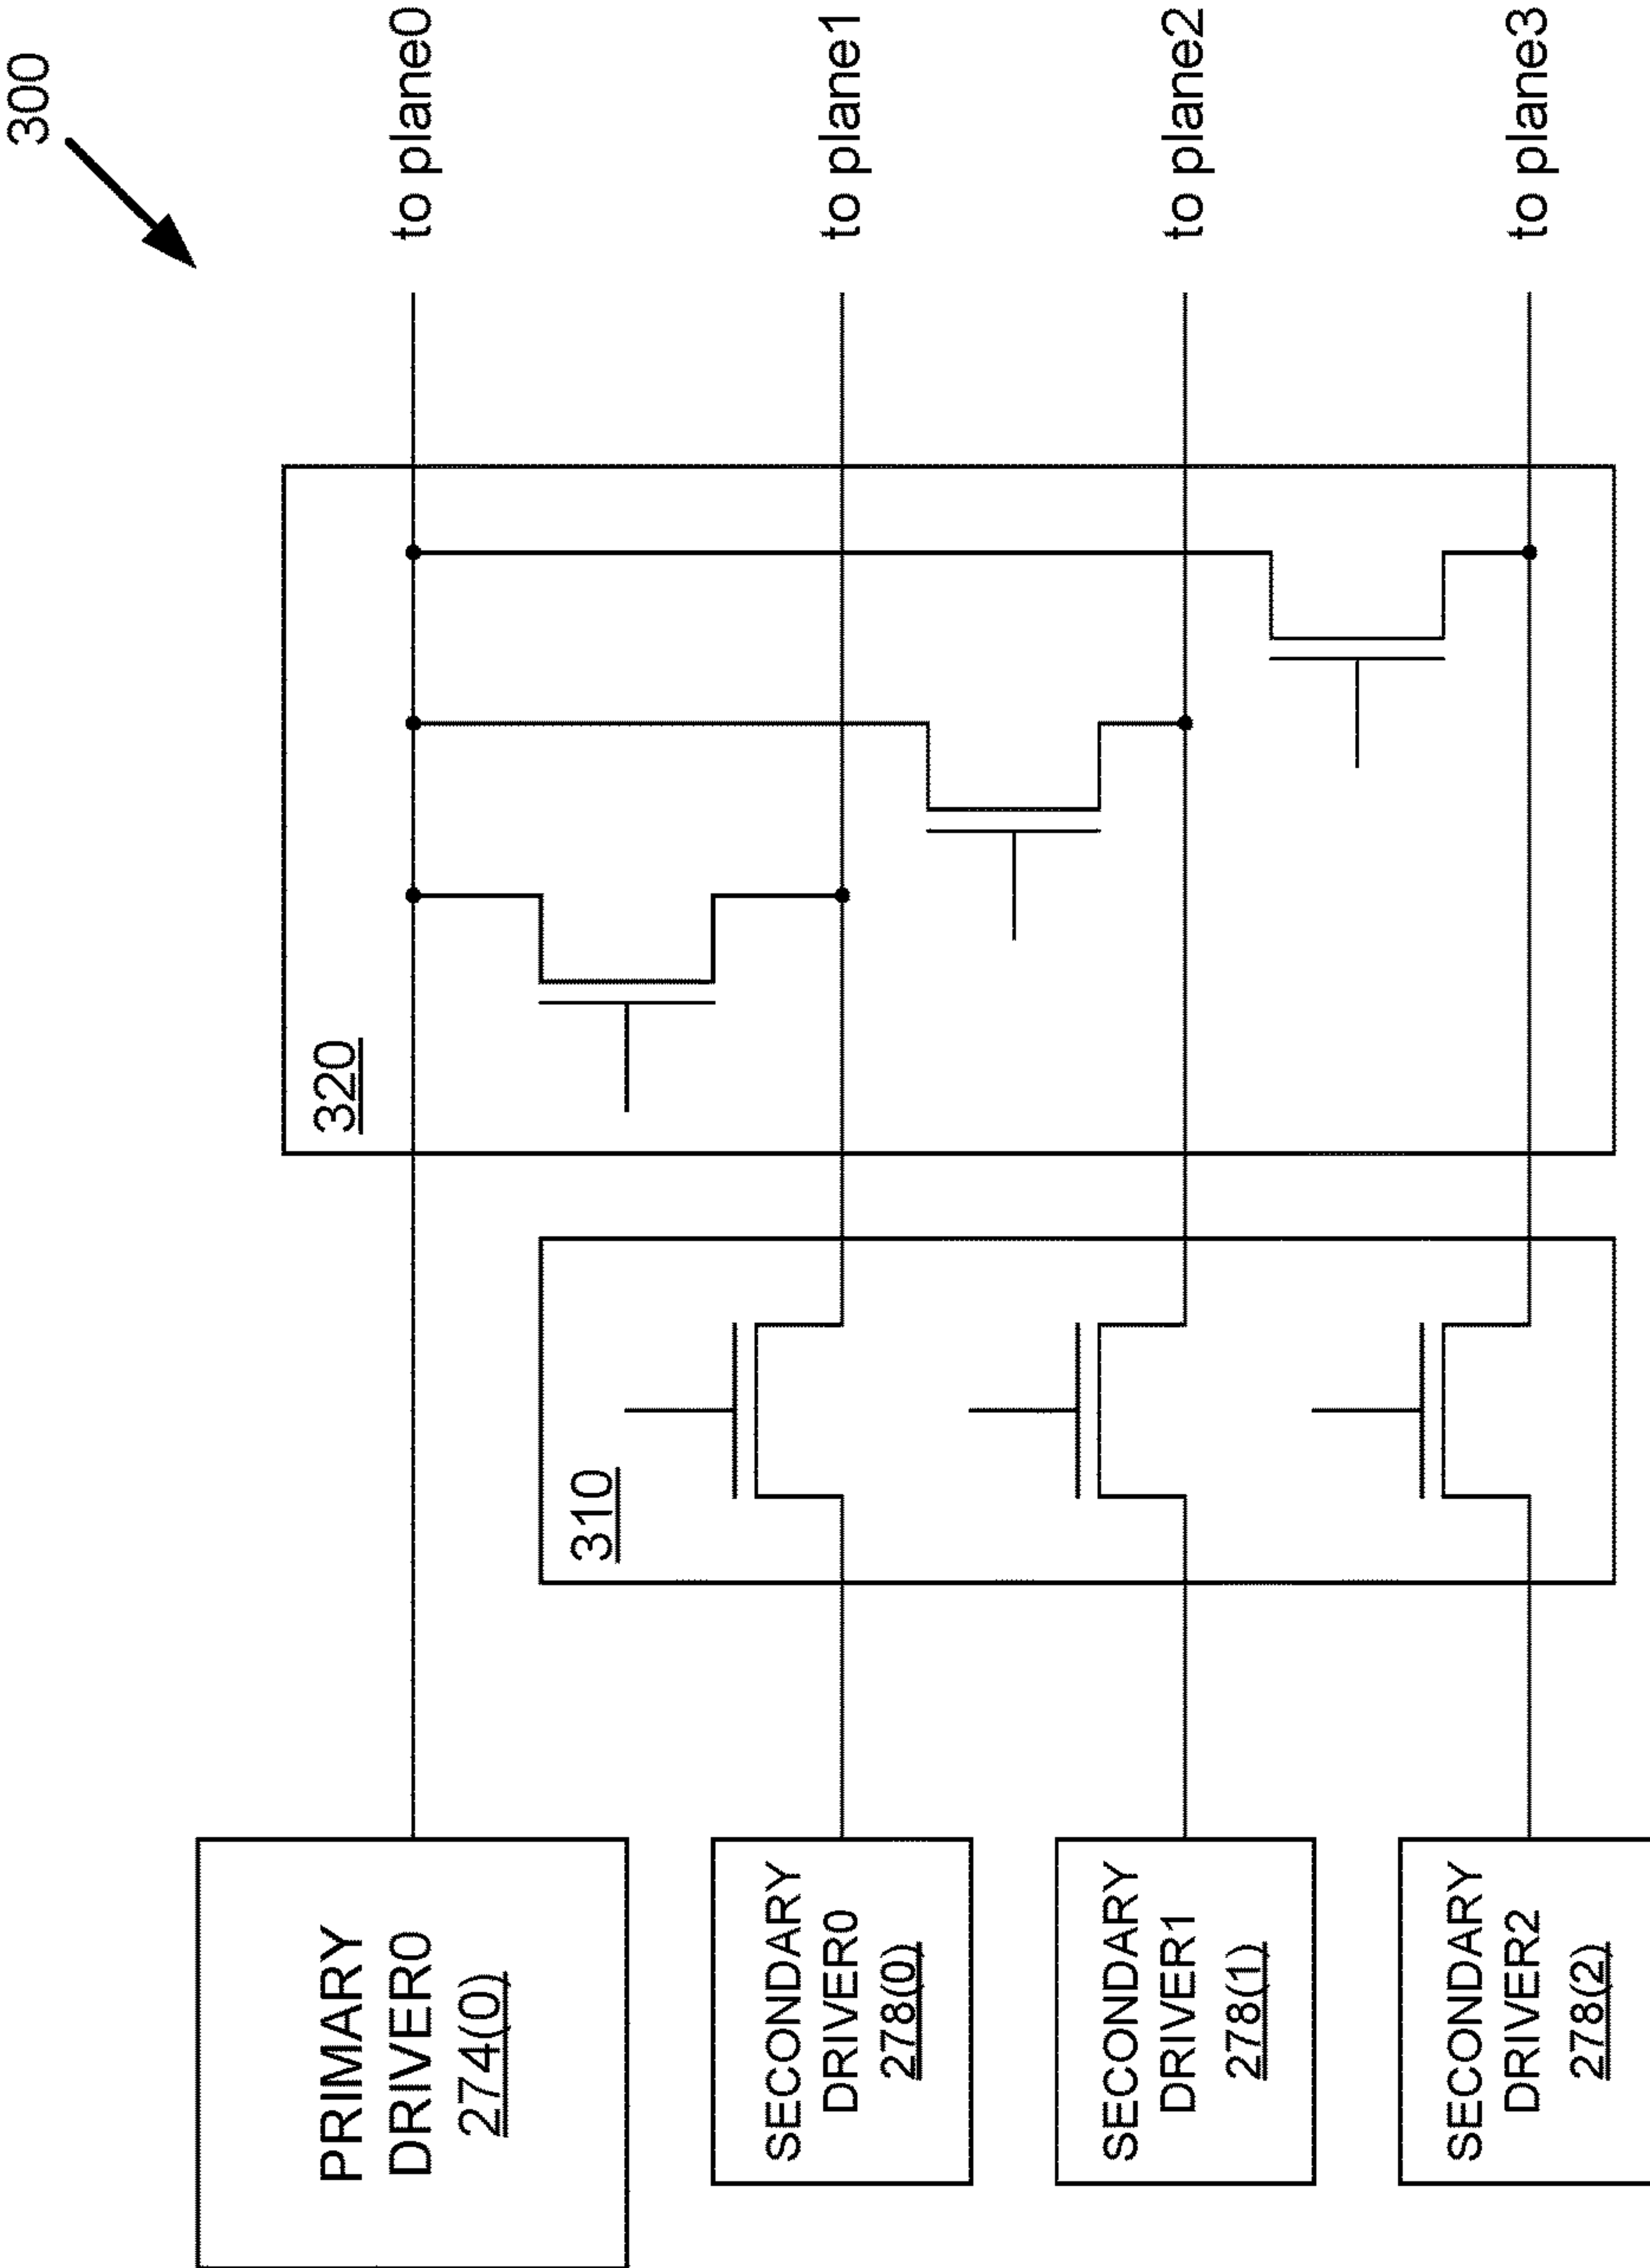 300
PRIMARY
DRIVER0
274(0)
320
to plane0
SECONDARY
DRIVER0
278(0)
310
to plane1
SECONDARY
DRIVER1
278(1)
to plane2
SECONDARY
DRIVER2
278(2)
to plane3